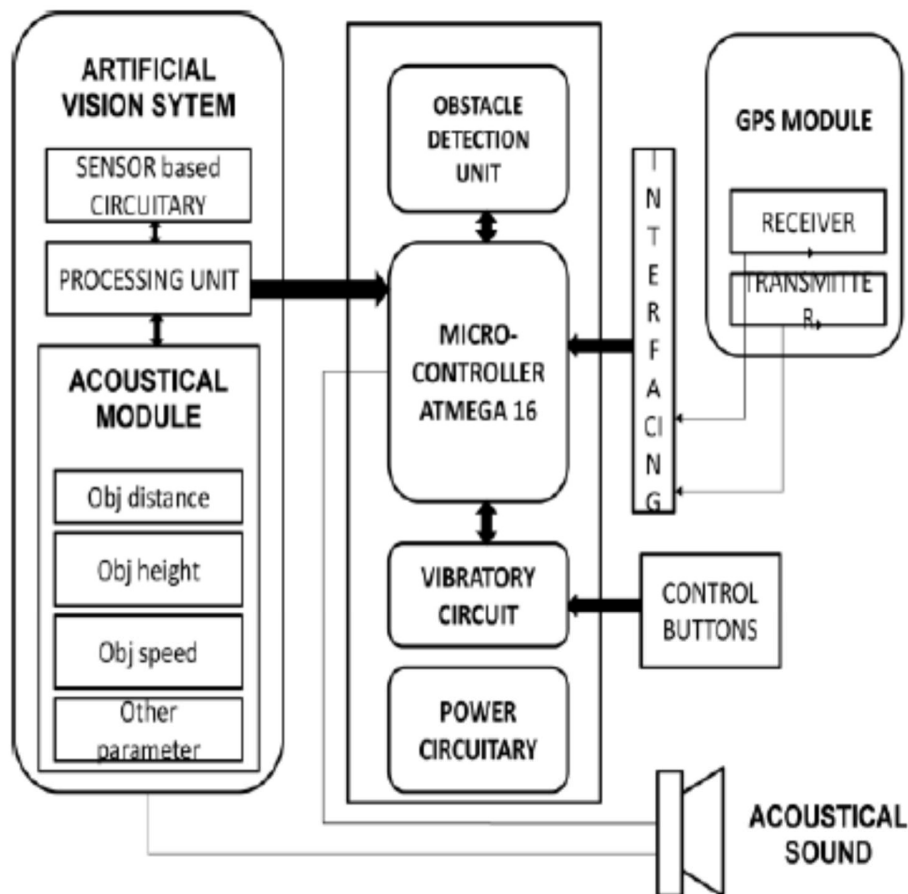 ARTIFICIAL
VISION SYTEM
SENSOR based
CIRCUITARY
PROCESSING UNIT
ACOUSTICAL
MODULE
Obj distance
Obj height
Obj speed
Other
parameter
OBSTACLE
DETECTION
UNIT
MICRO-
CONTROLLER
ATMEGA 16
VIBRATORY
CIRCUIT
POWER
CIRCUITARY
I
N
T
E
R
F
A
CI
N
G
GPS MODULE
RECEIVER
TRANSMITTE
R
CONTROL
BUTTONS
ACOUSTICAL
SOUND